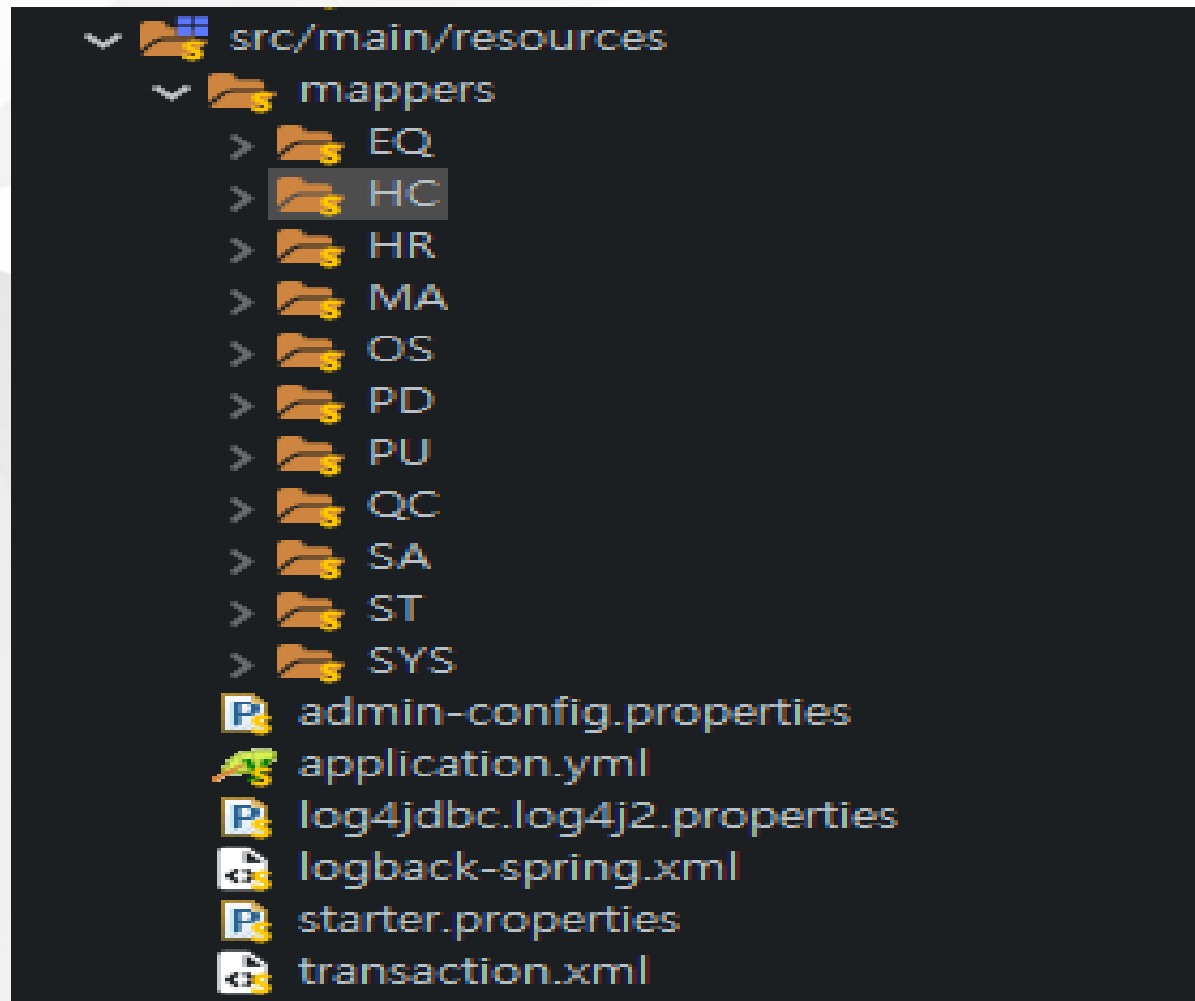 src/main/resources
mappers
EQ
HC
HR
MA
OS
PD
PU
QC
SA
ST
SYS
admin-config.properties
application.yml
log4jdbc.log4j2.properties
logback-spring.xml
starter.properties
transaction.xml